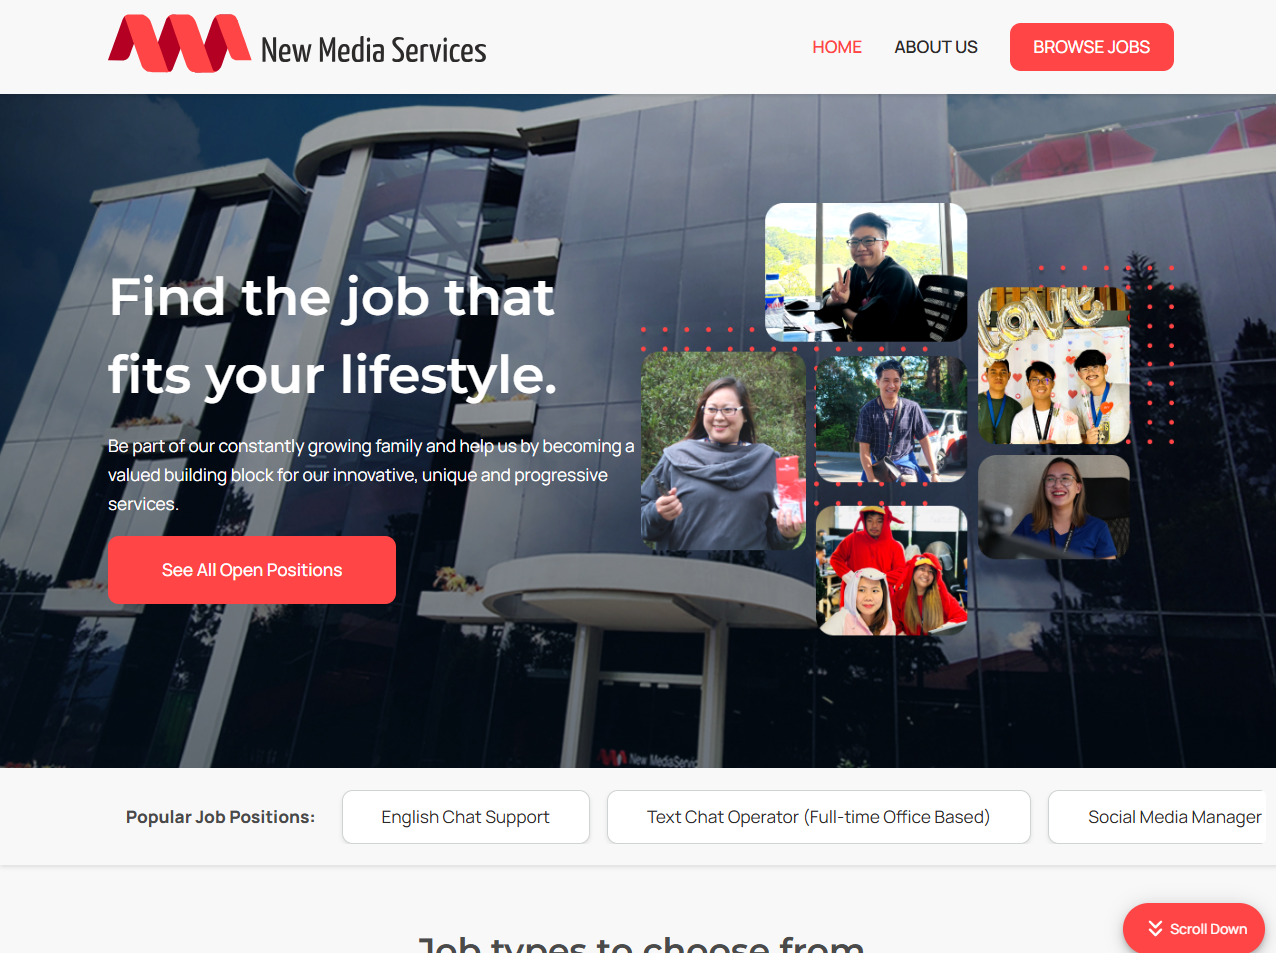 New Media Services
HOME
ABOUT US
BROWSE JOBS
Find the job that
fits your lifestyle.
Be part of our constantly growing family and help us by becoming a
valued building block for our innovative, unique and progressive
services.
See All Open Positions
love
New MediaServic
Popular Job Positions:
English Chat Support
Text Chat Operator (Full-time Office Based)
Social Media Manager
Job types to choose from
Scroll Down